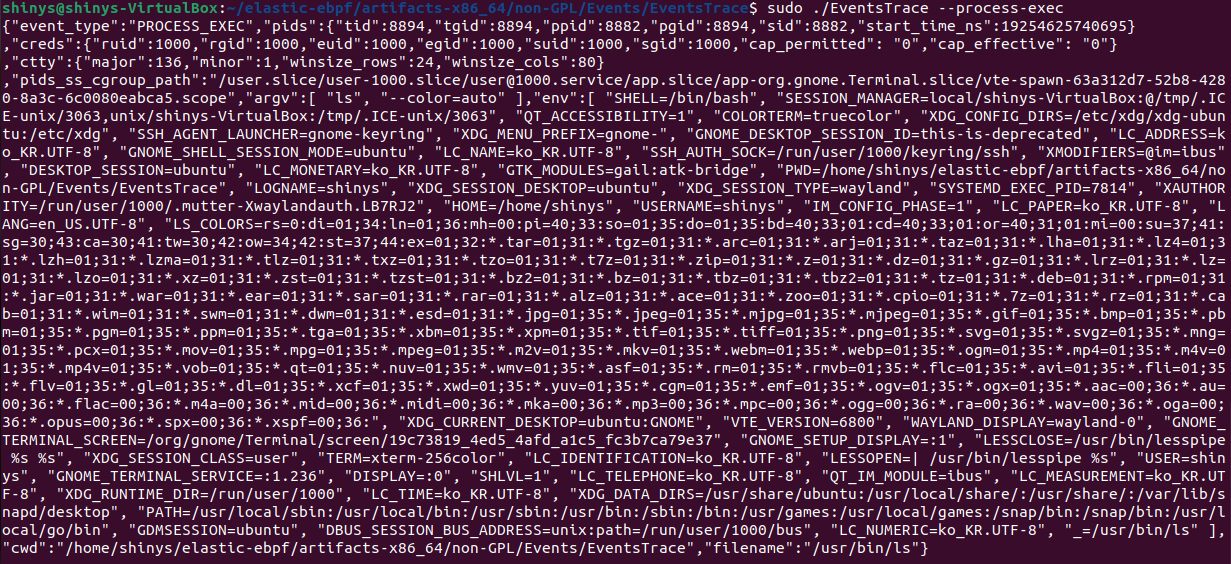 shinys@shinys-VirtualBox:~/elastic-ebpf/artifacts-x86_64/non-GPL/Events/EventsTrace$ sudo ./EventsTrace --process-exec
{"event_type":"PROCESS_EXEC","pids":{"tid":8894,"tgid":8894,"ppid":8882,"pgid":8894,"sid":8882,"start_time_ns":19254625740695}
,"creds":{"ruid":1000,"rgid":1000,"euid":1000,"egid":1000,"suid":1000,"sgid":1000,"cap_permitted": "0","cap_effective": "0"}
,"ctty":{"major":136,"minor":1,"winsize_rows":24,"winsize_cols":80}
,"pids_ss_cgroup_path":"/user.slice/user-1000.slice/user@1000.service/app.slice/app-org.gnome.Terminal.slice/vte-spawn-63a312d7-52b8-428
0-8a3c-6c0080eabca5.scope","argv":[ "ls", "--color=auto" ],"env":[ "SHELL=/bin/bash", "SESSION_MANAGER=local/shinys-VirtualBox:@/tmp/.IC
E-unix/3063,unix/shinys-VirtualBox:/tmp/.ICE-unix/3063", "QT_ACCESSIBILITY=1", "COLORTERM=truecolor", "XDG_CONFIG_DIRS=/etc/xdg/xdg-ubun
tu:/etc/xdg", "SSH_AGENT_LAUNCHER=gnome-keyring", "XDG_MENU_PREFIX=gnome-", "GNOME_DESKTOP_SESSION_ID=this-is-deprecated", "LC_ADDRESS=k
o_KR.UTF-8", "GNOME_SHELL_SESSION_MODE=ubuntu", "LC_NAME=ko_KR.UTF-8", "SSH_AUTH_SOCK=/run/user/1000/keyring/ssh", "XMODIFIERS=@im=ibus"
, "DESKTOP_SESSION=ubuntu", "LC_MONETARY=ko_KR.UTF-8", "GTK_MODULES=gail:atk-bridge", "PWD=/home/shinys/elastic-ebpf/artifacts-x86_64/no
n-GPL/Events/EventsTrace", "LOGNAME=shinys", "XDG_SESSION_DESKTOP=ubuntu", "XDG_SESSION_TYPE=wayland", "SYSTEMD_EXEC_PID=7814", "XAUTHOR
ITY=/run/user/1000/.mutter-Xwaylandauth.LB7RJ2", "HOME=/home/shinys", "USERNAME=shinys", "IM_CONFIG_PHASE=1", "LC_PAPER=ko_KR.UTF-8", "L
ANG=en_US.UTF-8", "LS_COLORS=rs=0:di=01;34:ln=01;36:mh=00:pi=40;33:so=01;35:do=01;35:bd=40;33;01:cd=40;33;01:or=40;31;01:mi=00:su=37;41:
sg=30;43:ca=30;41:tw=30;42:ow=34;42:st=37;44:ex=01;32:*.tar=01;31:*.tgz=01;31:*.arc=01;31:*.arj=01;31:*.taz=01;31:*.lha=01;31:*.lz4=01;3
1:*.lzh=01;31:*.lzma=01;31:*.tlz=01;31:*.txz=01;31:*.tzo=01;31:*.t7z=01;31:*.zip=01;31:*.z=01;31:*.dz=01;31:*.gz=01;31:*.lrz=01;31:*.lz=
01;31:*.lzo=01;31:*.xz=01;31:*.zst=01;31:*.tzst=01;31:*.bz2=01;31:*.bz=01;31:*.tbz=01;31:*.tbz2=01;31:*.tz=01;31:*.deb=01;31:*.rpm=01;31
:*.jar=01;31:*.war=01;31:*.ear=01;31:*.sar=01;31:*.rar=01;31:*.alz=01;31:*.ace=01;31:*.zoo=01;31:*.cpio=01;31:*.7z=01;31:*.rz=01;31:*.ca
b=01;31:*.wim=01;31:*.swm=01;31:*.dwm=01;31:*.esd=01;31:*.jpg=01;35:*.jpeg=01;35:*.mjpg=01;35:*.mjpeg=01;35:*.gif=01;35:*.bmp=01;35:*.pb
m=01;35:*.pgm=01;35:*.ppm=01;35:*.tga=01;35:*.xbm=01;35:*.xpm=01;35:*.tif=01;35:*.tiff=01;35:*.png=01;35:*.svg=01;35:*.svgz=01;35:*.mng=
01;35:*.pcx=01;35:*.mov=01;35:*.mpg=01;35:*.mpeg=01;35:*.m2v=01;35:*.mkv=01;35:*.webm=01;35:*.webp=01;35:*.ogm=01;35:*.mp4=01;35:*.m4v=0
1;35:*.mp4v=01;35:*.vob=01;35:*.qt=01;35:*.nuv=01;35:*.wmv=01;35:*.asf=01;35:*.rm=01;35:*.rmvb=01;35:*.flc=01;35:*.avi=01;35:*.fli=01;35
:*.flv=01;35:*.gl=01;35:*.dl=01;35:*.xcf=01;35:*.xwd=01;35:*.yuv=01;35:*.cgm=01;35:*.emf=01;35:*.ogv=01;35:*.ogx=01;35:*.aac=00;36:*.au=
00;36:*.flac=00;36:*.m4a=00;36:*.mid=00;36:*.midi=00;36:*.mka=00;36:*.mp3=00;36:*.mpc=00;36:*.ogg=00;36:*.ra=00;36:*.wav=00;36:*.oga=00;
36:*.opus=00;36:*.spx=00;36:*.xspf=00;36:", "XDG_CURRENT_DESKTOP=ubuntu:GNOME", "VTE_VERSION=6800", "WAYLAND_DISPLAY=wayland-0", "GNOME_
TERMINAL_SCREEN=/org/gnome/Terminal/screen/19c73819_4ed5_4afd_a1c5_fc3b7ca79e37", "GNOME_SETUP_DISPLAY=:1", "LESSCLOSE=/usr/bin/lesspipe
 %s %s", "XDG_SESSION_CLASS=user", "TERM=xterm-256color", "LC_IDENTIFICATION=ko_KR.UTF-8", "LESSOPEN=| /usr/bin/lesspipe %s", "USER=shin
ys", "GNOME_TERMINAL_SERVICE=:1.236", "DISPLAY=:0", "SHLVL=1", "LC_TELEPHONE=ko_KR.UTF-8", "QT_IM_MODULE=ibus", "LC_MEASUREMENT=ko_KR.UT
F-8", "XDG_RUNTIME_DIR=/run/user/1000", "LC_TIME=ko_KR.UTF-8", "XDG_DATA_DIRS=/usr/share/ubuntu:/usr/local/share/:/usr/share/:/var/lib/s
napd/desktop", "PATH=/usr/local/sbin:/usr/local/bin:/usr/sbin:/usr/bin:/sbin:/bin:/usr/games:/usr/local/games:/snap/bin:/snap/bin:/usr/l
ocal/go/bin", "GDMSESSION=ubuntu", "DBUS_SESSION_BUS_ADDRESS=unix:path=/run/user/1000/bus", "LC_NUMERIC=ko_KR.UTF-8", "_=/usr/bin/ls" ],
"cwd":"/home/shinys/elastic-ebpf/artifacts-x86_64/non-GPL/Events/EventsTrace","filename":"/usr/bin/ls"}